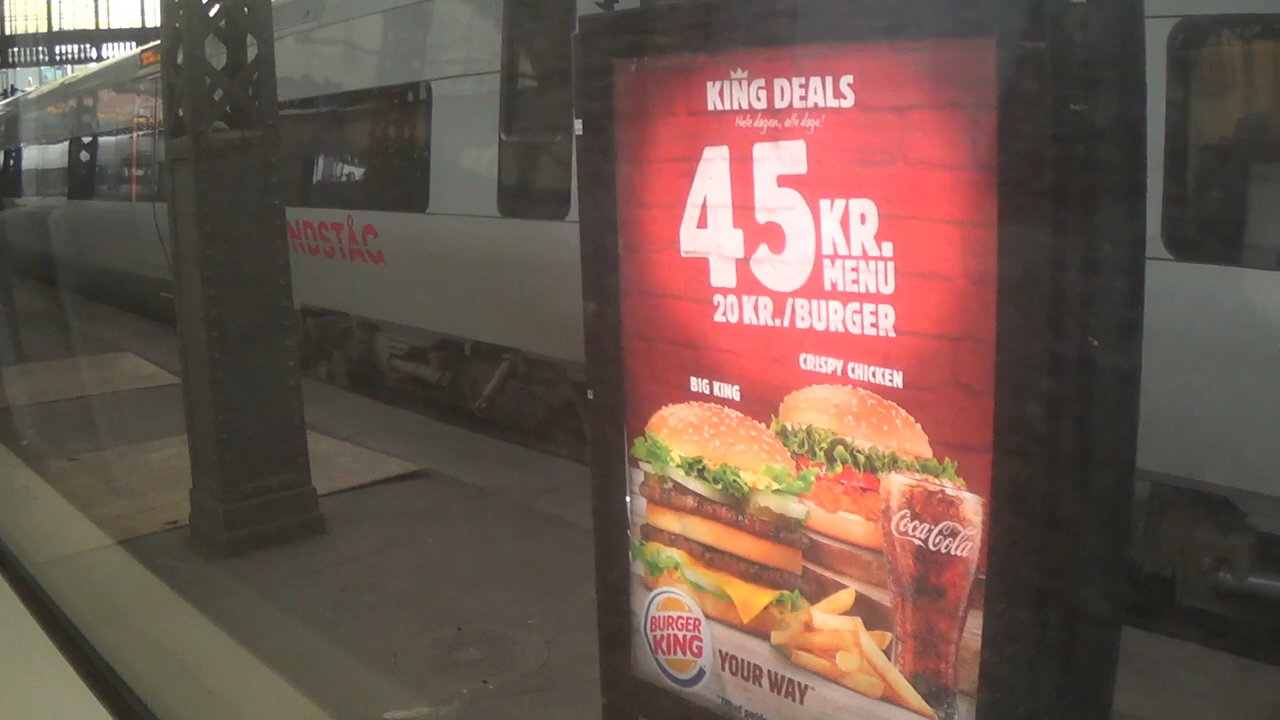 KING DEALS
Hele dagen, alle dage!
45 KR.
MENU
20 KR./BURGER
CRISPY CHICKEN
BIG KING
NDSTÅG
Coca-Cola
BURGER
KING
YOUR WAY™